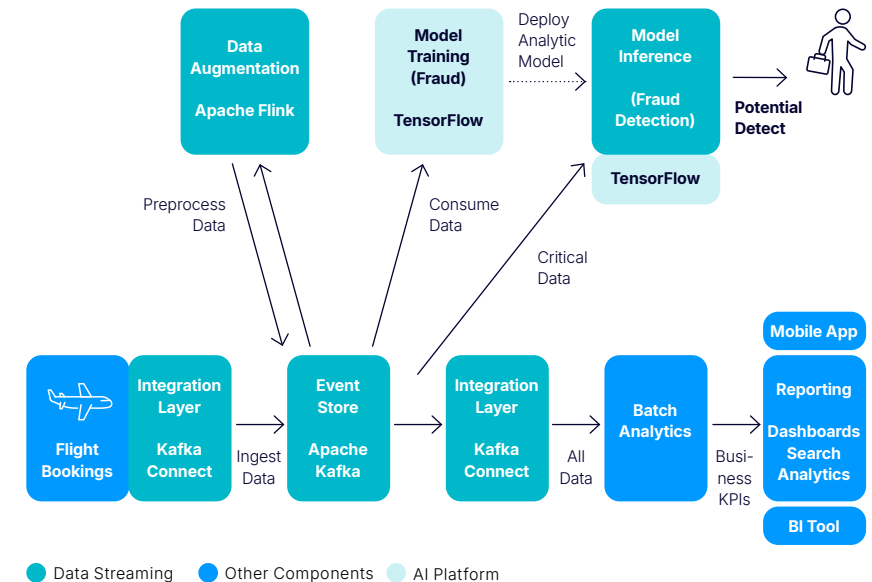 Data
Augmentation
Apache Flink
Model
Training
(Fraud)
TensorFlow
Deploy
Analytic
Model
Model
Inference
(Fraud
Detection)
TensorFlow
Potential
Detect
Preprocess
Data
Consume
Data
Critical
Data
Flight
Bookings
Integration
Layer
Kafka
Connect
Ingest
Data
Event
Store
Apache
Kafka
Integration
Layer
Kafka
Connect
All
Data
Batch
Analytics
Busi-
ness
KPIs
Mobile App
Reporting
Dashboards
Search
Analytics
BI Tool
Data Streaming
Other Components
AI Platform